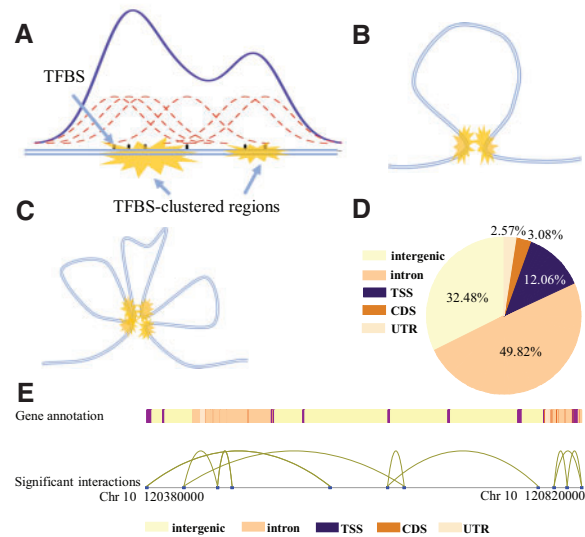 A
TFBS
TFBS-clustered regions
B
C
D
2.57%
3.08%
12.06%
32.48%
49.82%
intergenic
intron
TSS
CDS
UTR
E
Gene annotation
Significant interactions
Chr 10 120380000
Chr 10 120820000
intergenic intron TSS CDS UTR